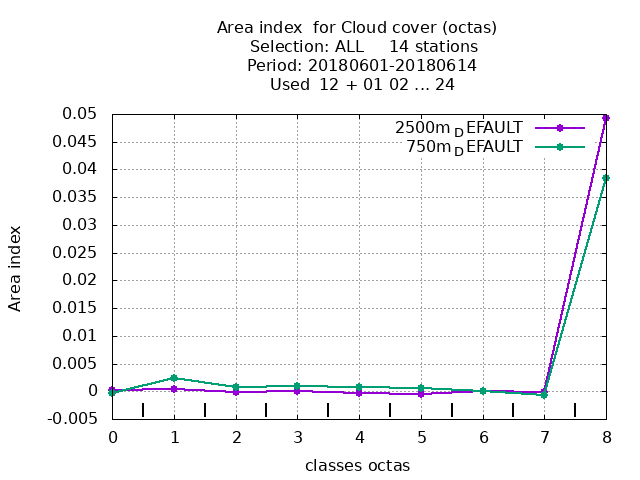 Area index  for Cloud cover (octas)
Selection: ALL     14 stations
Period: 20180601-20180614
Used  12 + 01 02 ... 24
2500m_DEFAULT
750m_DEFAULT
0.05
0.045
0.04
0.035
0.03
0.025
0.02
0.015
0.01
0.005
0
-0.005
Area index
0 1 2 3 4 5 6 7 8
classes octas